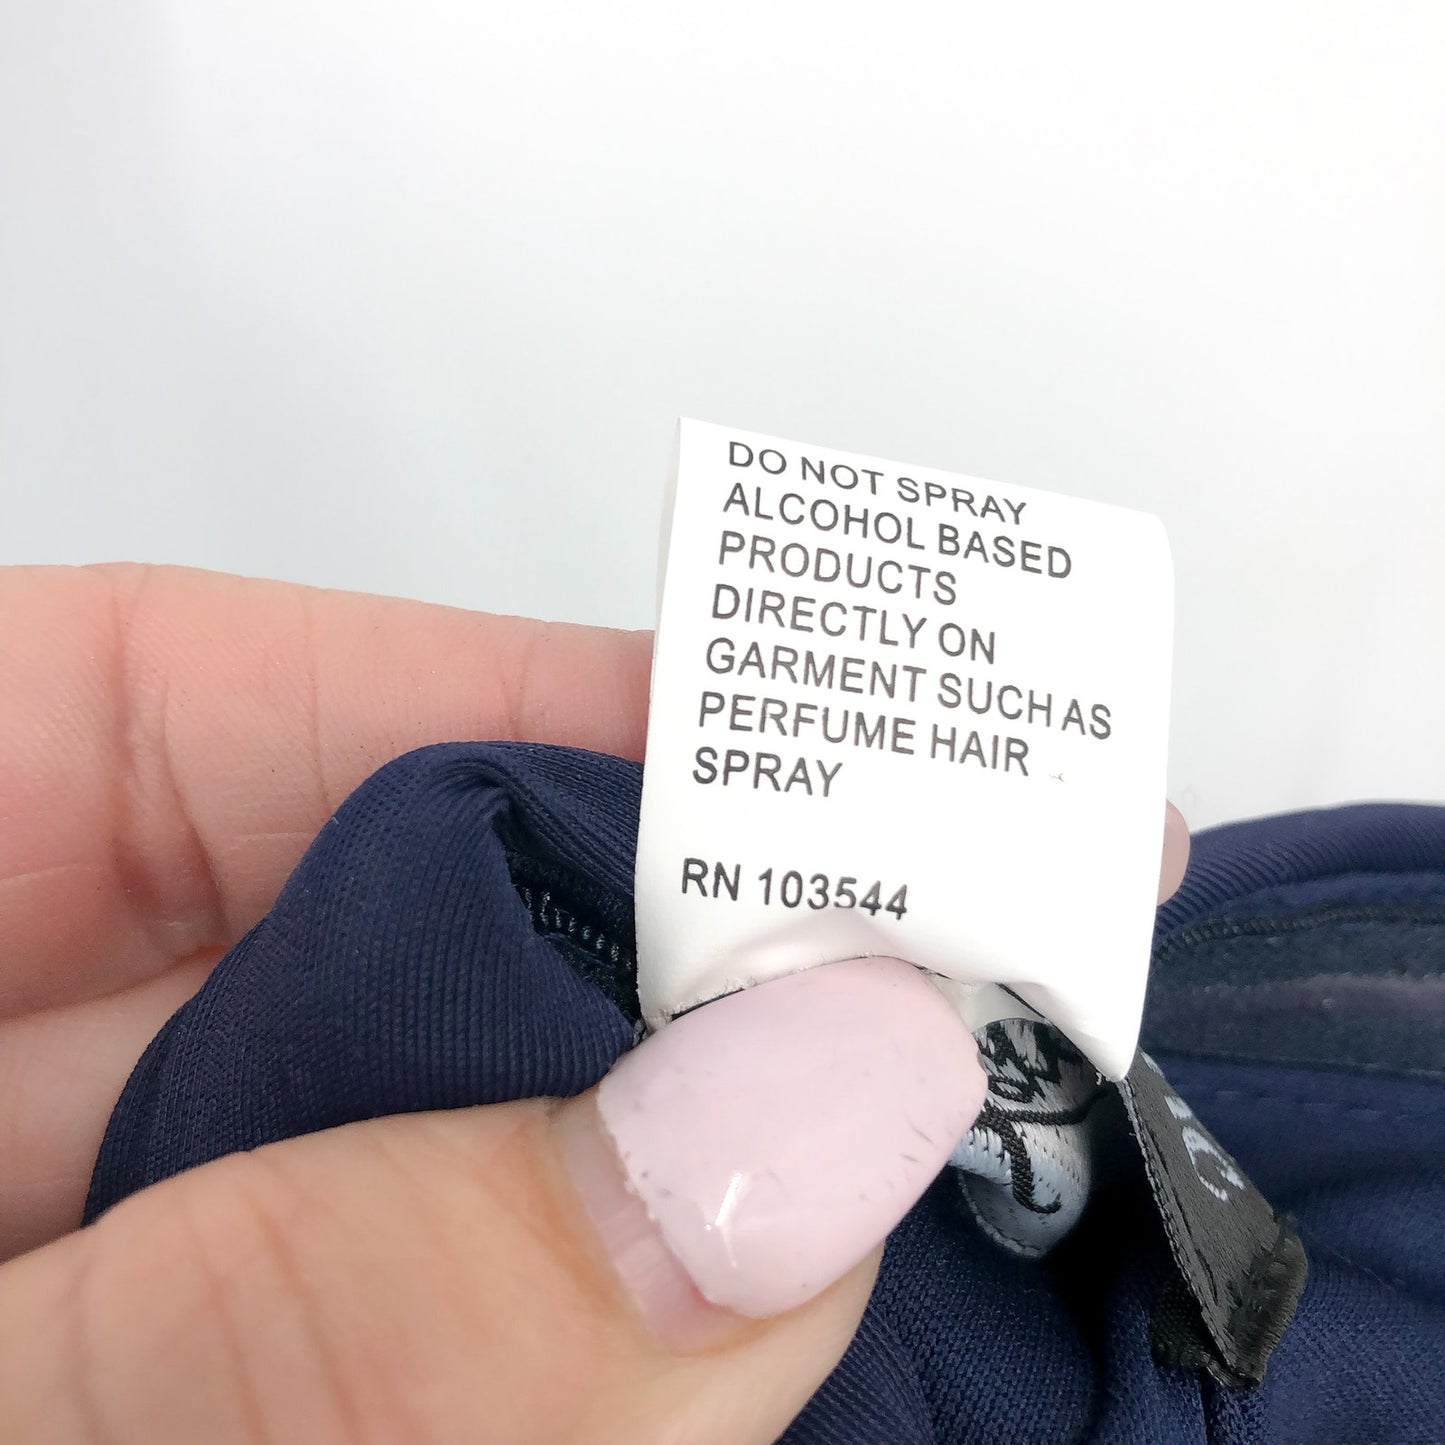 DO NOT SPRAY
ALCOHOL BASED
PRODUCTS
DIRECTLY ON
GARMENT SUCH AS
PERFUME HAIR
SPRAY
RN 103544